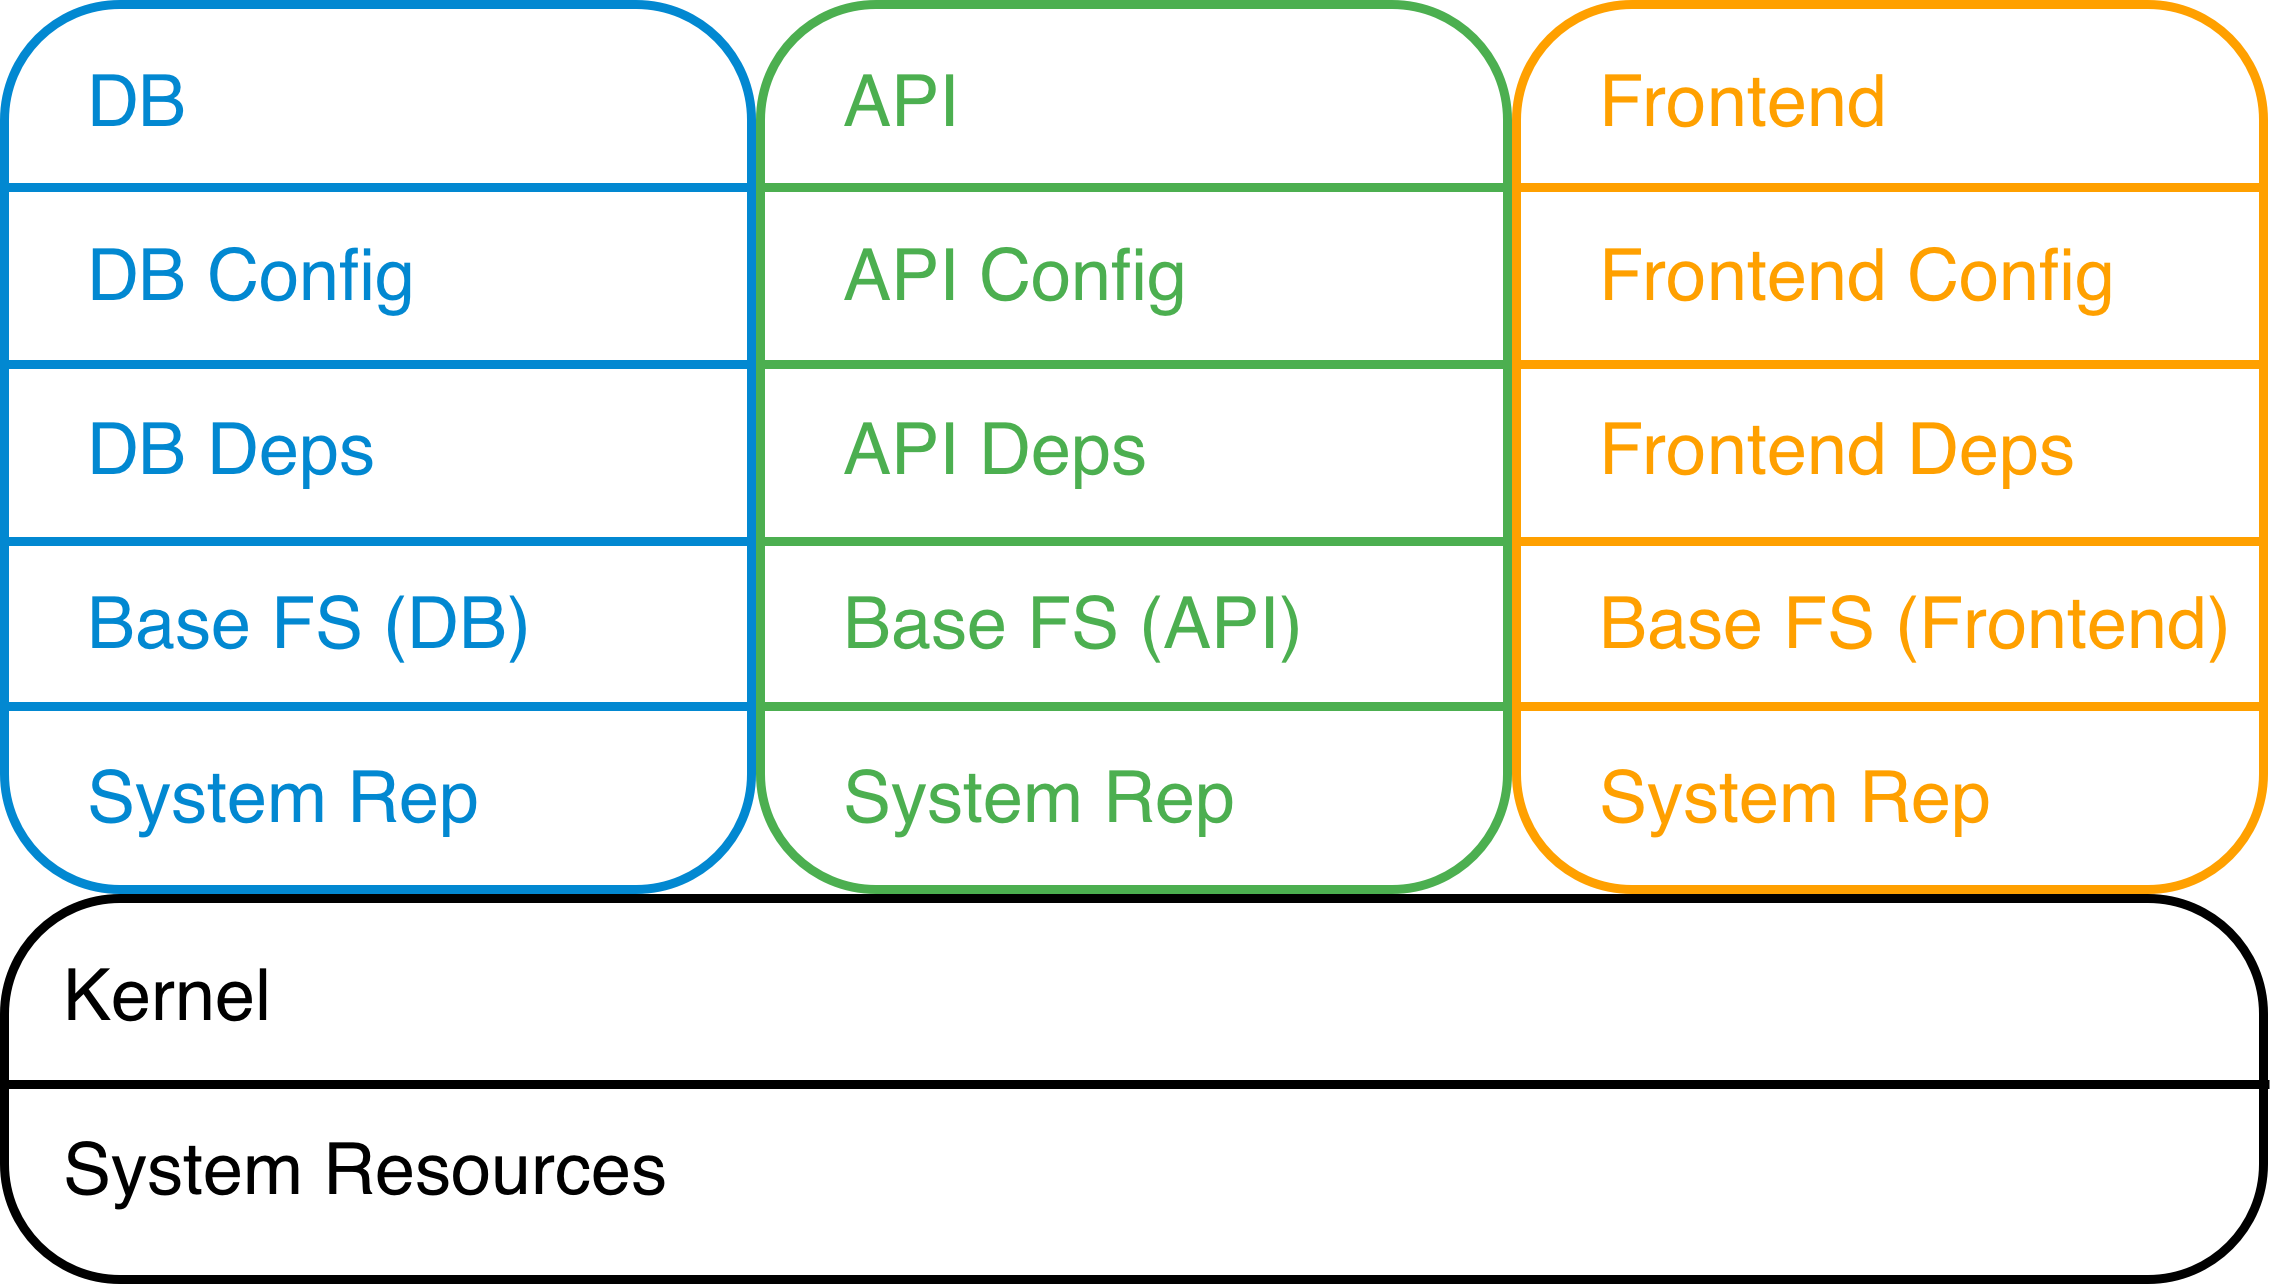 DB
DB Config
DB Deps
Base FS (DB)
System Rep
API
API Config
API Deps
Base FS (API)
System Rep
Frontend
Frontend Config
Frontend Deps
Base FS (Frontend)
System Rep
Kernel
System Resources